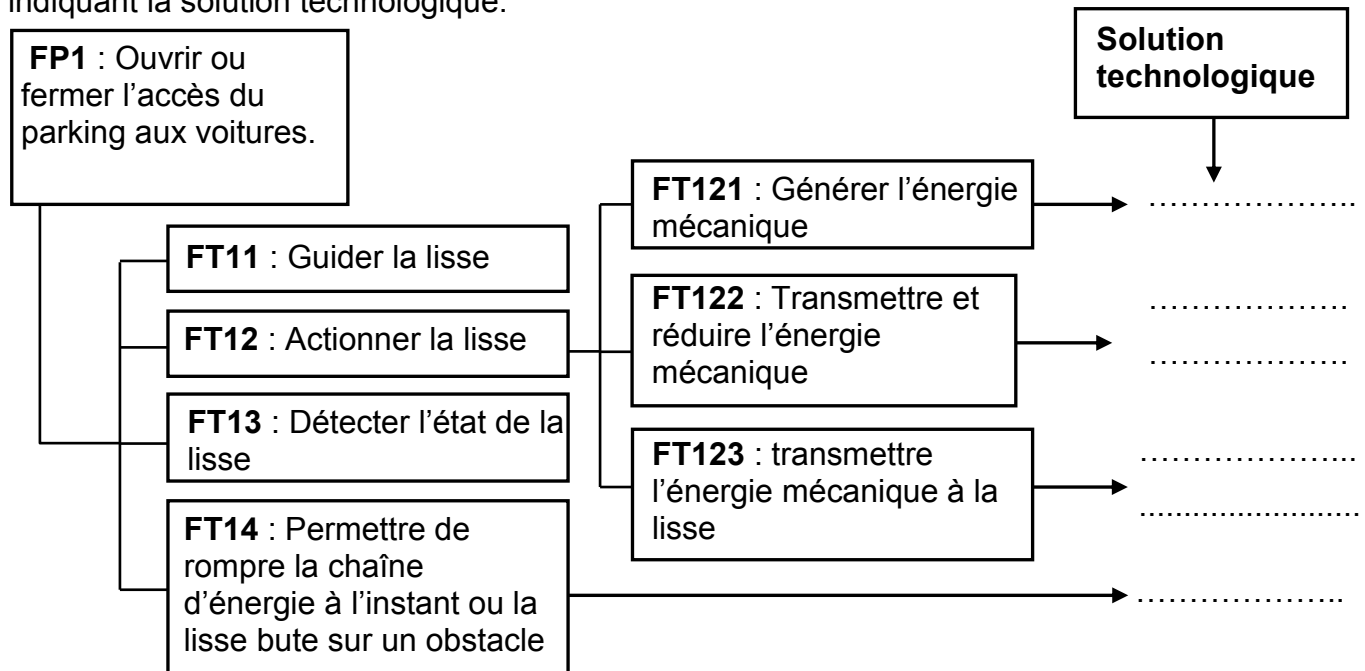 indiquant la solution technologique.
FP1 : Ouvrir ou
fermer l'accès du
parking aux voitures.
Solution
technologique
FT121 : Générer l'énergie
mécanique
………………..
FT11 : Guider la lisse
FT122 : Transmettre et
réduire l'énergie
mécanique
……………….
……………….
FT12 : Actionner la lisse
FT13 : Détecter l'état de la
lisse
FT123 : transmettre
l'énergie mécanique à la
lisse
………………...
.........................
FT14 : Permettre de
rompre la chaîne
d'énergie à l'instant ou la
lisse bute sur un obstacle
……………….